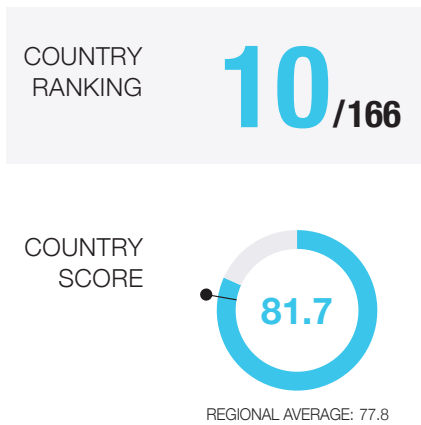 COUNTRY
RANKING
10/166
COUNTRY
SCORE
81.7
REGIONAL AVERAGE: 77.8